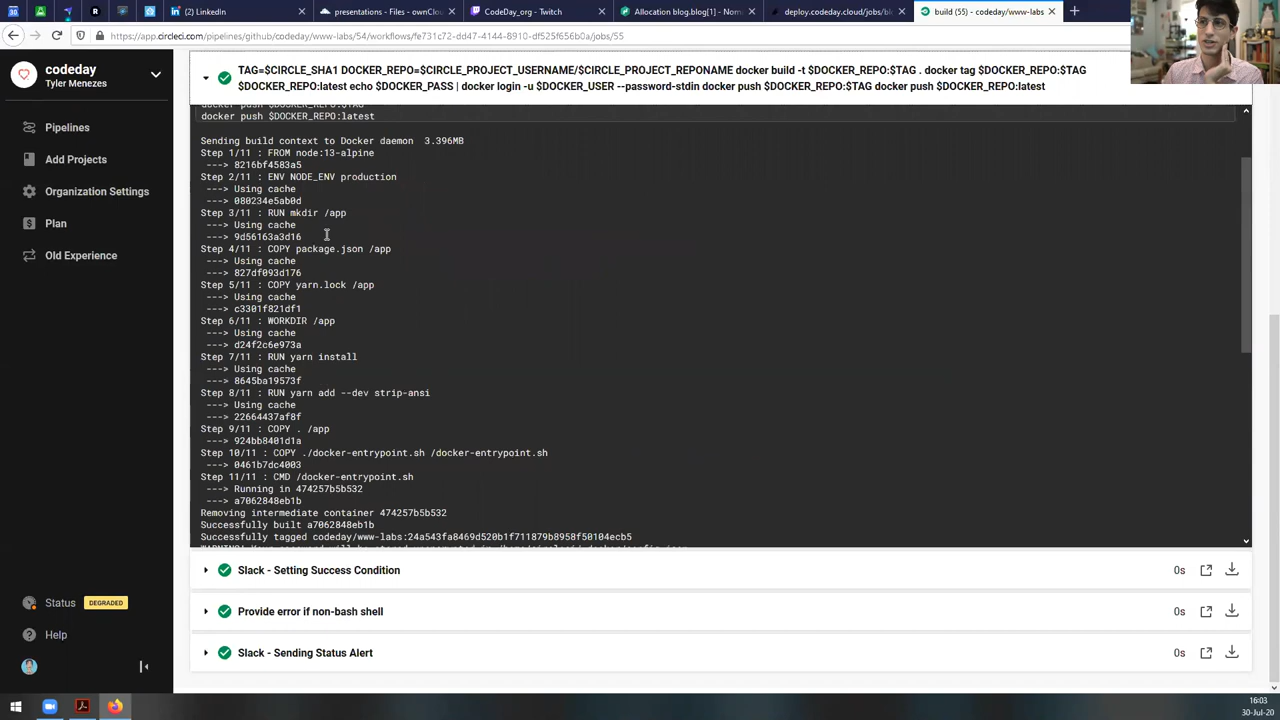 (2) LinkedIn
presentations - Files - ownClou
CodeDay_org - Twitch
Allocation blog.blog[1] - Nom
deploy.codeday.cloud/jobs/bl
build (55) - codeday/www-labs
https://app.circleci.com/pipelines/github/codeday/www-labs/54/workflows/fe731c72-dd47-4144-8910-df525f656b0a/jobs/55
codeday
Tyler Menezes
Pipelines
Add Projects
Organization Settings
Plan
Old Experience
Status DEGRADED
Help
TAG=$CIRCLE_SHA1 DOCKER_REPO=$CIRCLE_PROJECT_USERNAME/$CIRCLE_PROJECT_REPONAME docker build -t $DOCKER_REPO:$TAG . docker tag $DOCKER_REPO:$TAG
$DOCKER_REPO:latest echo $DOCKER_PASS | docker login -u $DOCKER_USER --password-stdin docker push $DOCKER_REPO:$TAG docker push $DOCKER_REPO:latest
docker push $DOCKER_REPO:$TAG
docker push $DOCKER_REPO:latest
Sending build context to Docker daemon 3.396MB
Step 1/11 : FROM node:13-alpine
---> 8216bf4583a5
Step 2/11 : ENV NODE_ENV production
---> Using cache
---> 080234e5ab0d
Step 3/11 : RUN mkdir /app
---> Using cache
---> 9d56163a3d16
Step 4/11 : COPY package.json /app
---> Using cache
---> 827df093d176
Step 5/11 : COPY yarn.lock /app
---> Using cache
---> c3301f821df1
Step 6/11 : WORKDIR /app
---> Using cache
---> d24f2c6e973a
Step 7/11 : RUN yarn install
---> Using cache
---> 8645ba19573f
Step 8/11 : RUN yarn add --dev strip-ansi
---> Using cache
---> 22664437af8f
Step 9/11 : COPY . /app
---> 924bb8401d1a
Step 10/11 : COPY ./docker-entrypoint.sh /docker-entrypoint.sh
---> 0461b7dc4003
Step 11/11 : CMD /docker-entrypoint.sh
---> Running in 474257b5b532
---> a7062848eb1b
Removing intermediate container 474257b5b532
Successfully built a7062848eb1b
Successfully tagged codeday/www-labs:24a543fa8469d520b1f711879b8958f50104ecb5
Slack - Setting Success Condition 0s
Provide error if non-bash shell 0s
Slack - Sending Status Alert 0s
16:03
30-Jul-20